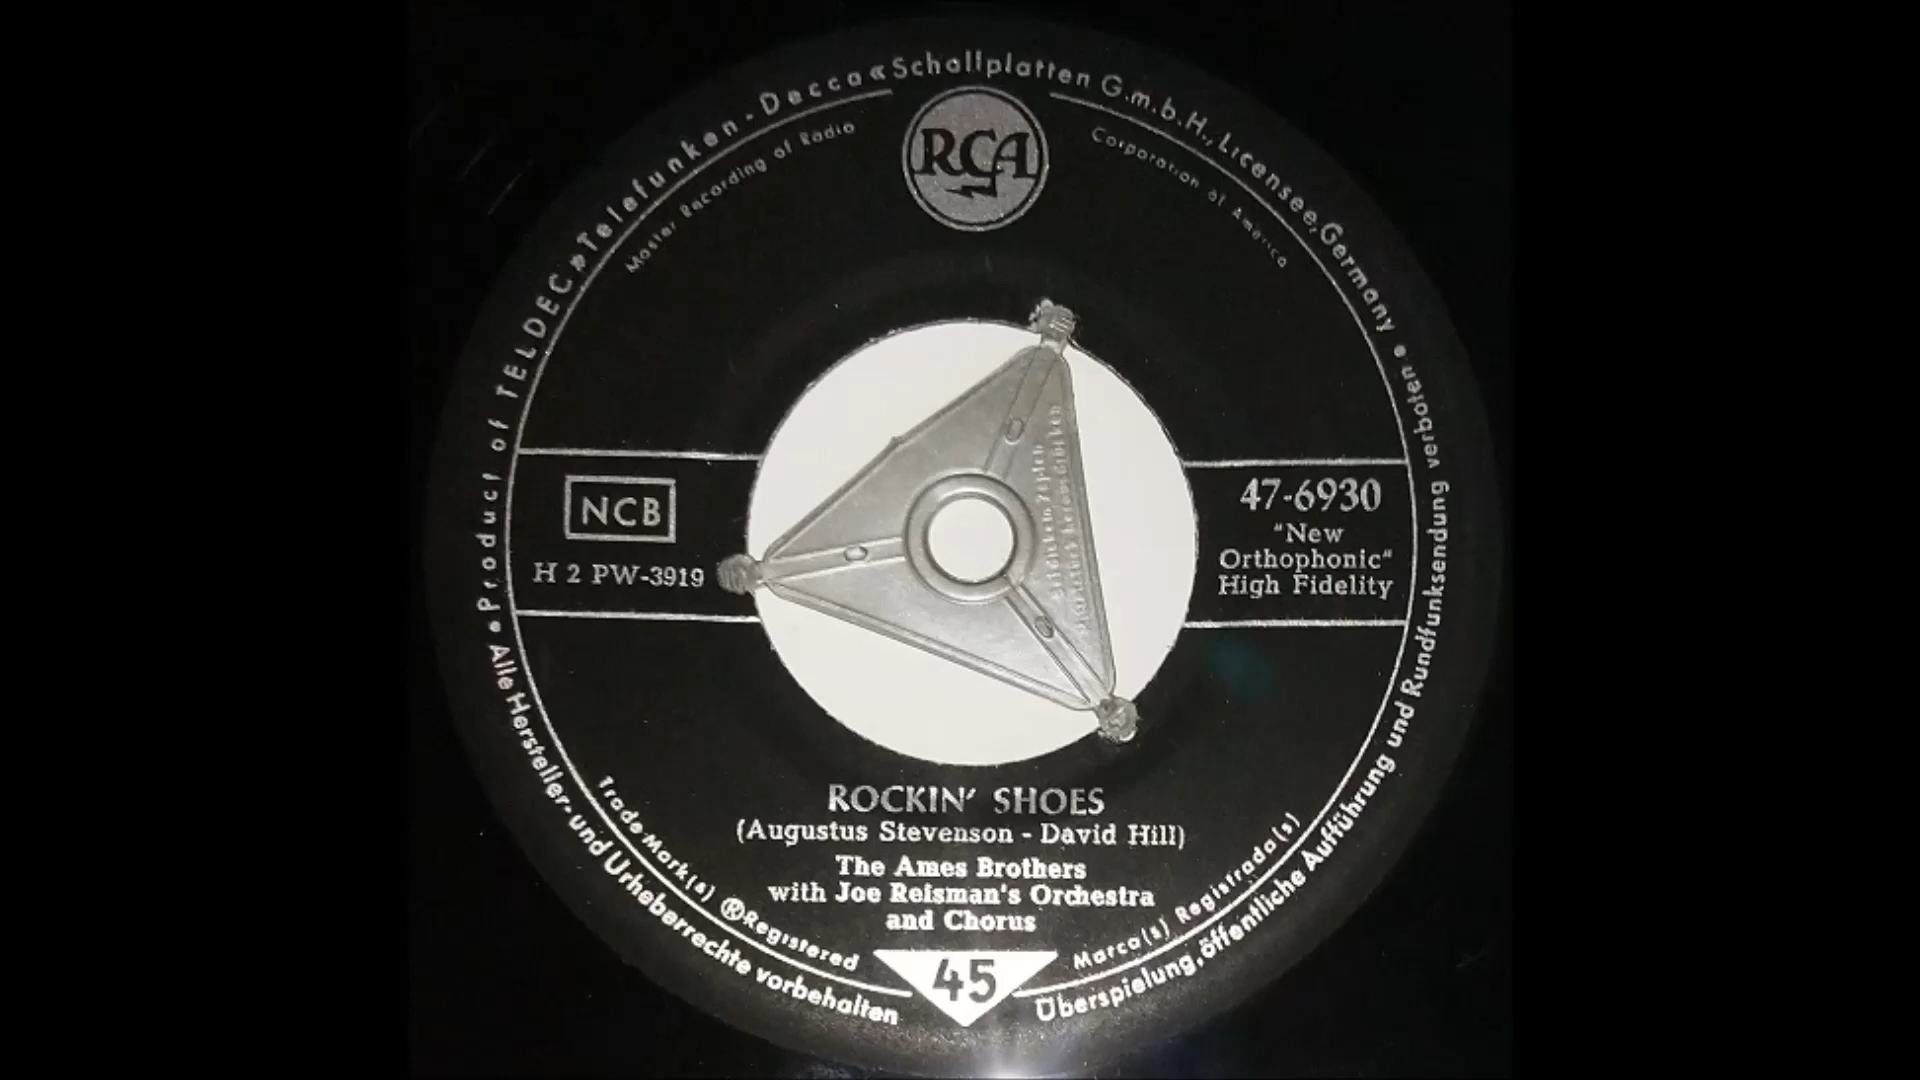 • Product of TELDEC »Telefunken - Decca« Schallplatten G.m.b.H., Licensee, Germany •
Master Recording of Radio
Corporation of America
RCA
NCB
H 2 PW-3919
47-6930
"New
Orthophonic"
High Fidelity
ROCKIN' SHOES
(Augustus Stevenson - David Hill)
The Ames Brothers
with Joe Reisman's Orchestra
and Chorus
45
Trade Mark(s) ® Registered
Marca(s) Registrada(s)
Alle Hersteller- und Urheberrechte vorbehalten
Überspielung, öffentliche Aufführung und Rundfunksendung verboten